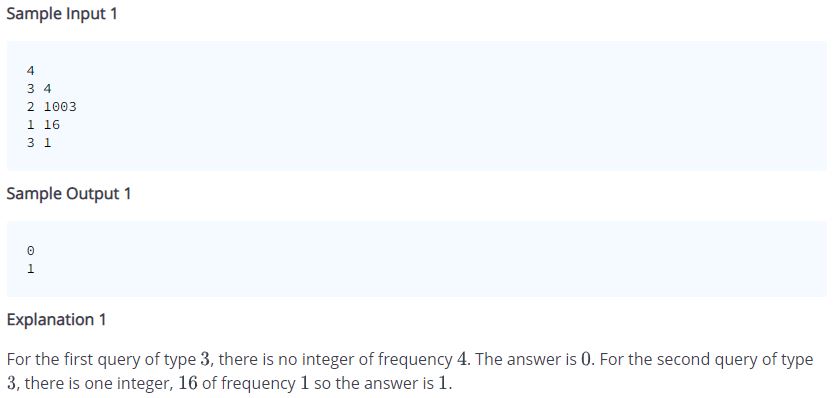 Sample Input 1
4
3 4
2 1003
1 16
3 1
Sample Output 1
0
1
Explanation 1
For the first query of type 3, there is no integer of frequency 4. The answer is 0. For the second query of type
3, there is one integer, 16 of frequency 1 so the answer is 1.